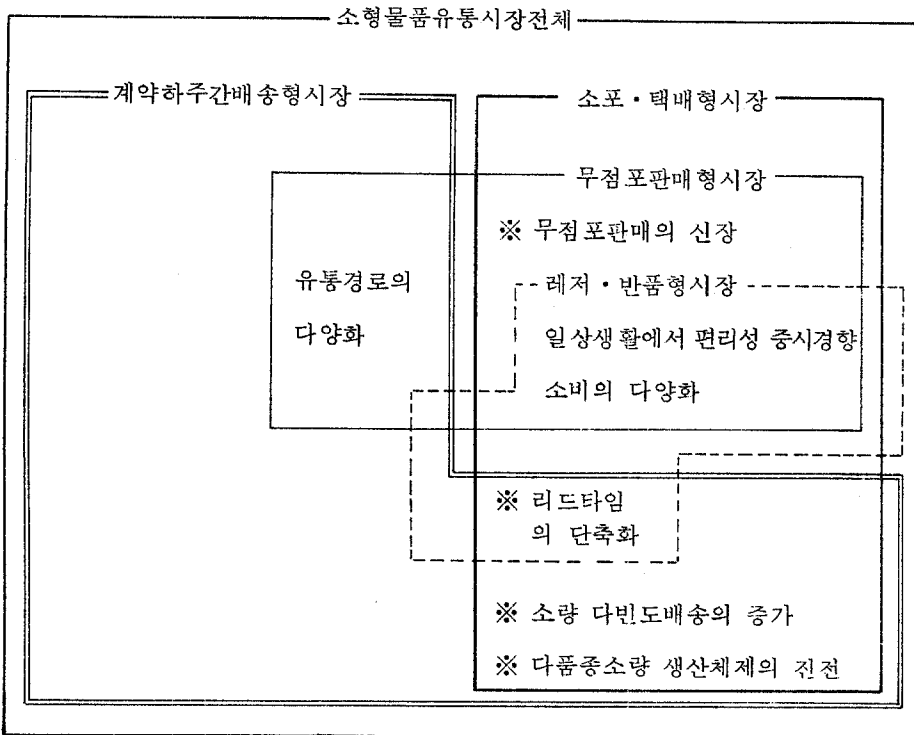 소형물품유통시장전체
계약하주간배송형시장
소포・택배형시장
무점포판매형시장
※ 무점포판매의 신장
유통경로의
다양화
레저・반품형시장
일상생활에서 편리성 중시경향
소비의 다양화
※ 리드타임
의 단축화
※ 소량 다빈도배송의 증가
※ 다품종소량 생산체제의 진전